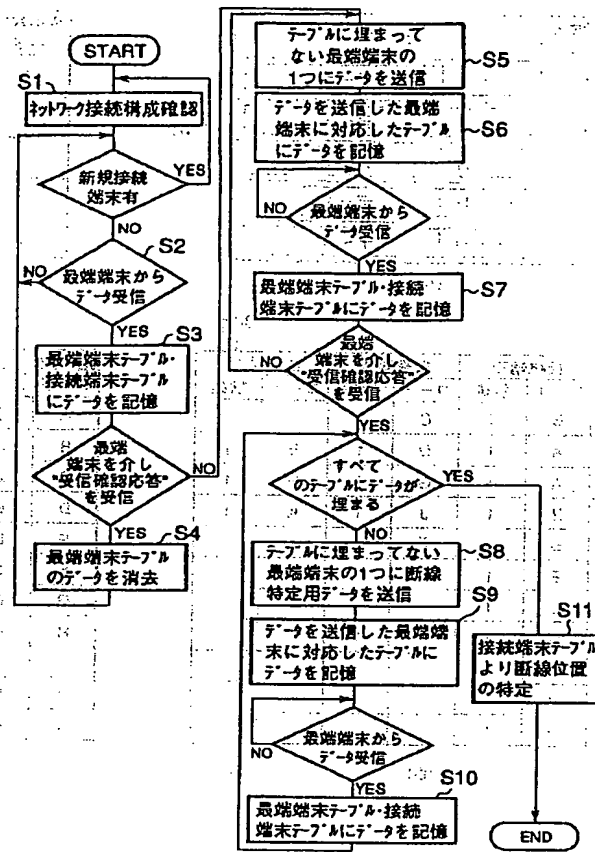 START
S1
ネットワーク接続構成確認
新規接続
端末有
YES
NO
S2
最端端末から
データ受信
NO
YES
S3
最端端末テーブル・
接続端末テーブル
にデータを記憶
最端
端末を介し
"受信確認応答"
を受信
NO
YES
S4
最端端末テーブル
のデータを消去
テーブルに埋まって
ない最端端末の
1つにデータを送信
S5
データを送信した最端
端末に対応したテーブル
にデータを記憶
S6
最端端末から
データ受信
NO
YES
最端端末テーブル・接続
端末テーブルにデータを記憶
S7
最端
端末を介し
"受信確認応答"
を受信
NO
YES
すべて
のテーブルにデータが
埋まる
YES
NO
テーブルに埋まってない
最端端末の1つに断線
特定用データを送信
S8
S9
データを送信した最端端
末に対応したテーブルに
データを記憶
最端端末から
データ受信
NO
YES
S10
最端端末テーブル・接続
端末テーブルにデータを記憶
S11
接続端末テーブル
より断線位置
の特定
END